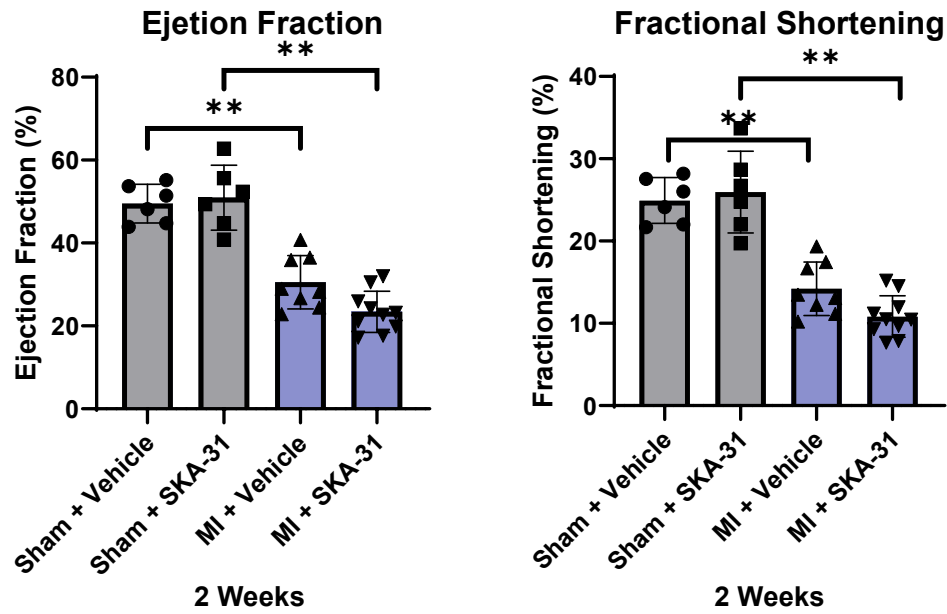 Ejetion Fraction
**
**
Ejection Fraction (%)
80
60
40
20
0
Sham + Vehicle
Sham + SKA-31
MI + Vehicle
MI + SKA-31
2 Weeks
Fractional Shortening
**
**
Fractional Shortening (%)
40
30
20
10
0
Sham + Vehicle
Sham + SKA-31
MI + Vehicle
MI + SKA-31
2 Weeks